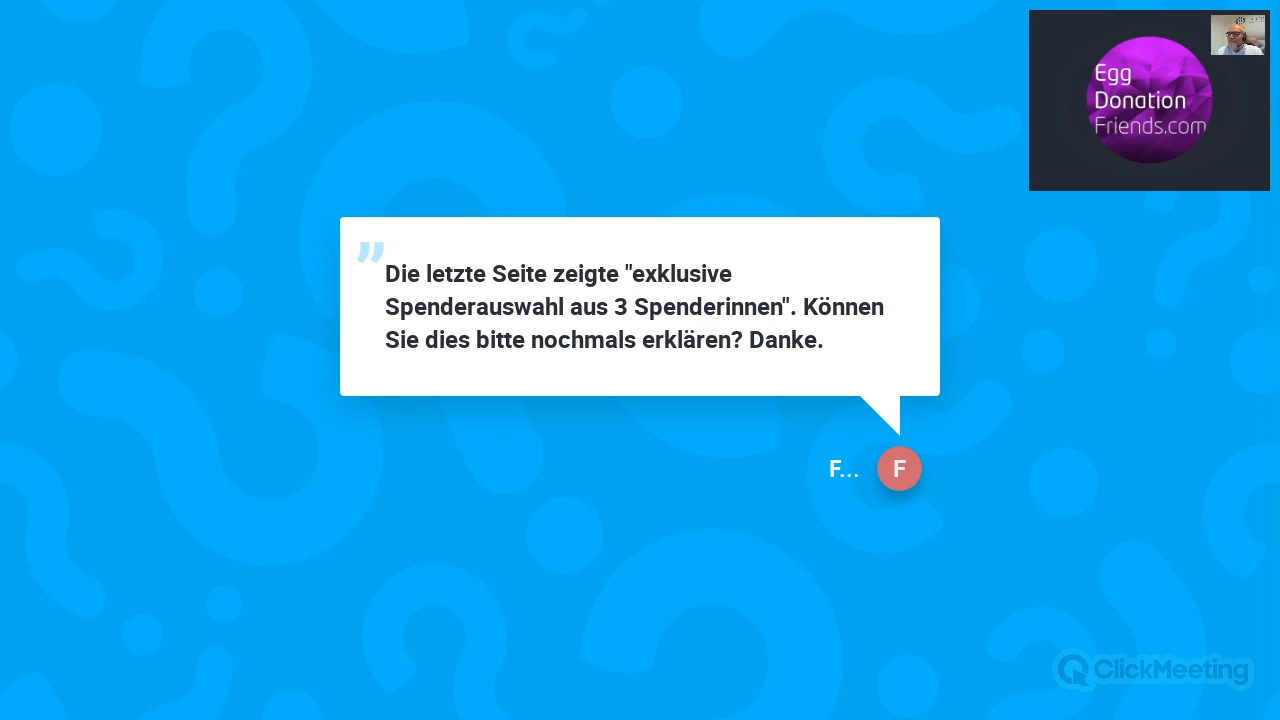 Egg
Donation
Friends.com
"Die letzte Seite zeigte "exklusive
Spenderauswahl aus 3 Spenderinnen". Können
Sie dies bitte nochmals erklären? Danke.
F...
F
ClickMeeting